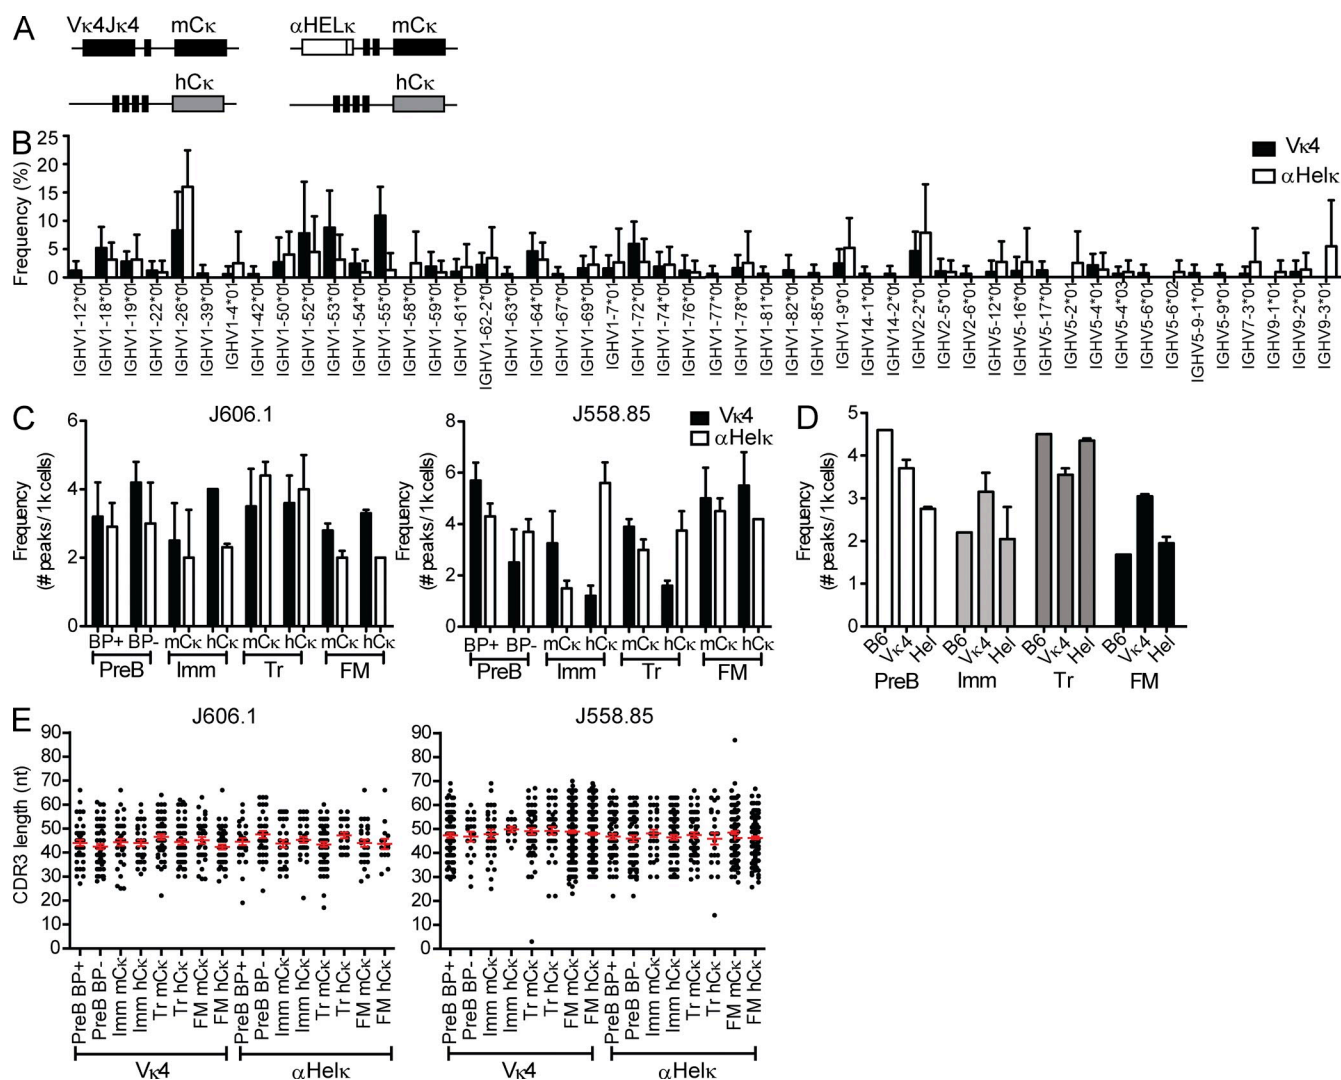 A
Vκ4Jκ4 mCκ αHELκ mCκ
hCκ hCκ
B
Frequency (%)
25
20
15
10
5
0
Vκ4
αHelκ
IGHV1-12*01
IGHV1-18*01
IGHV1-19*01
IGHV1-22*01
IGHV1-26*01
IGHV1-39*01
IGHV1-4*01
IGHV1-42*01
IGHV1-50*01
IGHV1-52*01
IGHV1-53*01
IGHV1-54*01
IGHV1-55*01
IGHV1-58*01
IGHV1-59*01
IGHV1-61*01
IGHV1-62-2*01
IGHV1-63*01
IGHV1-64*01
IGHV1-67*01
IGHV1-69*01
IGHV1-7*01
IGHV1-72*01
IGHV1-74*01
IGHV1-76*01
IGHV1-77*01
IGHV1-78*01
IGHV1-81*01
IGHV1-82*01
IGHV1-85*01
IGHV1-9*01
IGHV14-1*01
IGHV14-2*01
IGHV2-2*01
IGHV2-5*01
IGHV2-6*01
IGHV5-12*01
IGHV5-16*01
IGHV5-17*01
IGHV5-2*01
IGHV5-4*01
IGHV5-4*03
IGHV5-6*01
IGHV5-6*02
IGHV5-9-1*01
IGHV5-9*01
IGHV7-3*01
IGHV9-1*01
IGHV9-2*01
IGHV9-3*01
C
J606.1
Frequency
(# peaks/ 1k cells)
6
4
2
0
BP+ BP- mCκ hCκ mCκ hCκ mCκ hCκ
PreB Imm Tr FM
J558.85
Vκ4
αHelκ
Frequency
(# peaks/ 1k cells)
8
6
4
2
0
BP+ BP- mCκ hCκ mCκ hCκ mCκ hCκ
PreB Imm Tr FM
D
Frequency
(# peaks/ 1k cells)
5
4
3
2
1
0
B6 Vκ4 Hel B6 Vκ4 Hel B6 Vκ4 Hel B6 Vκ4 Hel
PreB Imm Tr FM
E
J606.1
CDR3 length (nt)
90
80
70
60
50
40
30
20
10
0
PreB BP+
PreB BP-
Imm mCκ
Imm hCκ
Tr mCκ
Tr hCκ
FM mCκ
FM hCκ
PreB BP+
PreB BP-
Imm mCκ
Imm hCκ
Tr mCκ
Tr hCκ
FM mCκ
FM hCκ
Vκ4 αHelκ
J558.85
90
80
70
60
50
40
30
20
10
0
PreB BP+
PreB BP-
Imm mCκ
Imm hCκ
Tr mCκ
Tr hCκ
FM mCκ
FM hCκ
PreB BP+
PreB BP-
Imm mCκ
Imm hCκ
Tr mCκ
Tr hCκ
FM mCκ
FM hCκ
Vκ4 αHelκ